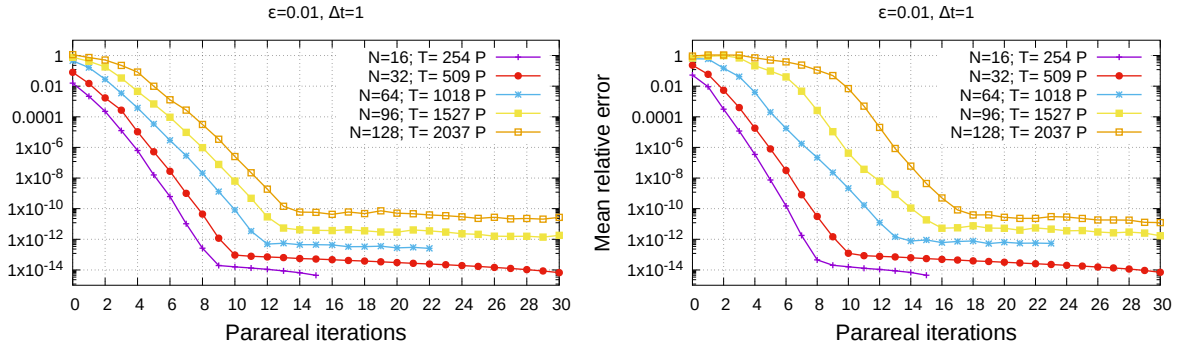 ε=0.01, Δt=1
1
0.01
0.0001
1x10-6
1x10-8
1x10-10
1x10-12
1x10-14
0 2 4 6 8 10 12 14 16 18 20 22 24 26 28 30
Parareal iterations
N=16; T= 254 P
N=32; T= 509 P
N=64; T= 1018 P
N=96; T= 1527 P
N=128; T= 2037 P
ε=0.01, Δt=1
Mean relative error
1
0.01
0.0001
1x10-6
1x10-8
1x10-10
1x10-12
1x10-14
0 2 4 6 8 10 12 14 16 18 20 22 24 26 28 30
Parareal iterations
N=16; T= 254 P
N=32; T= 509 P
N=64; T= 1018 P
N=96; T= 1527 P
N=128; T= 2037 P